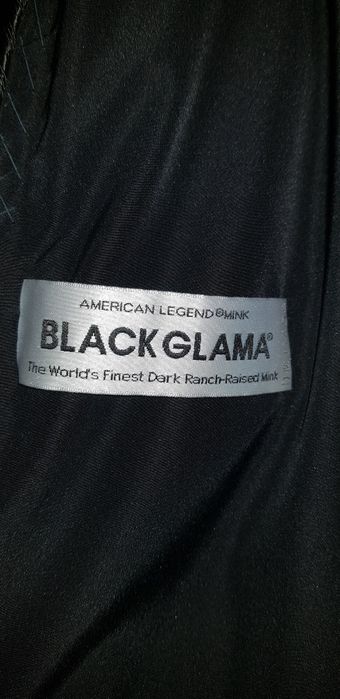 AMERICAN LEGEND®MINK
BLACKGLAMA®
The World's Finest Dark Ranch-Raised Mink